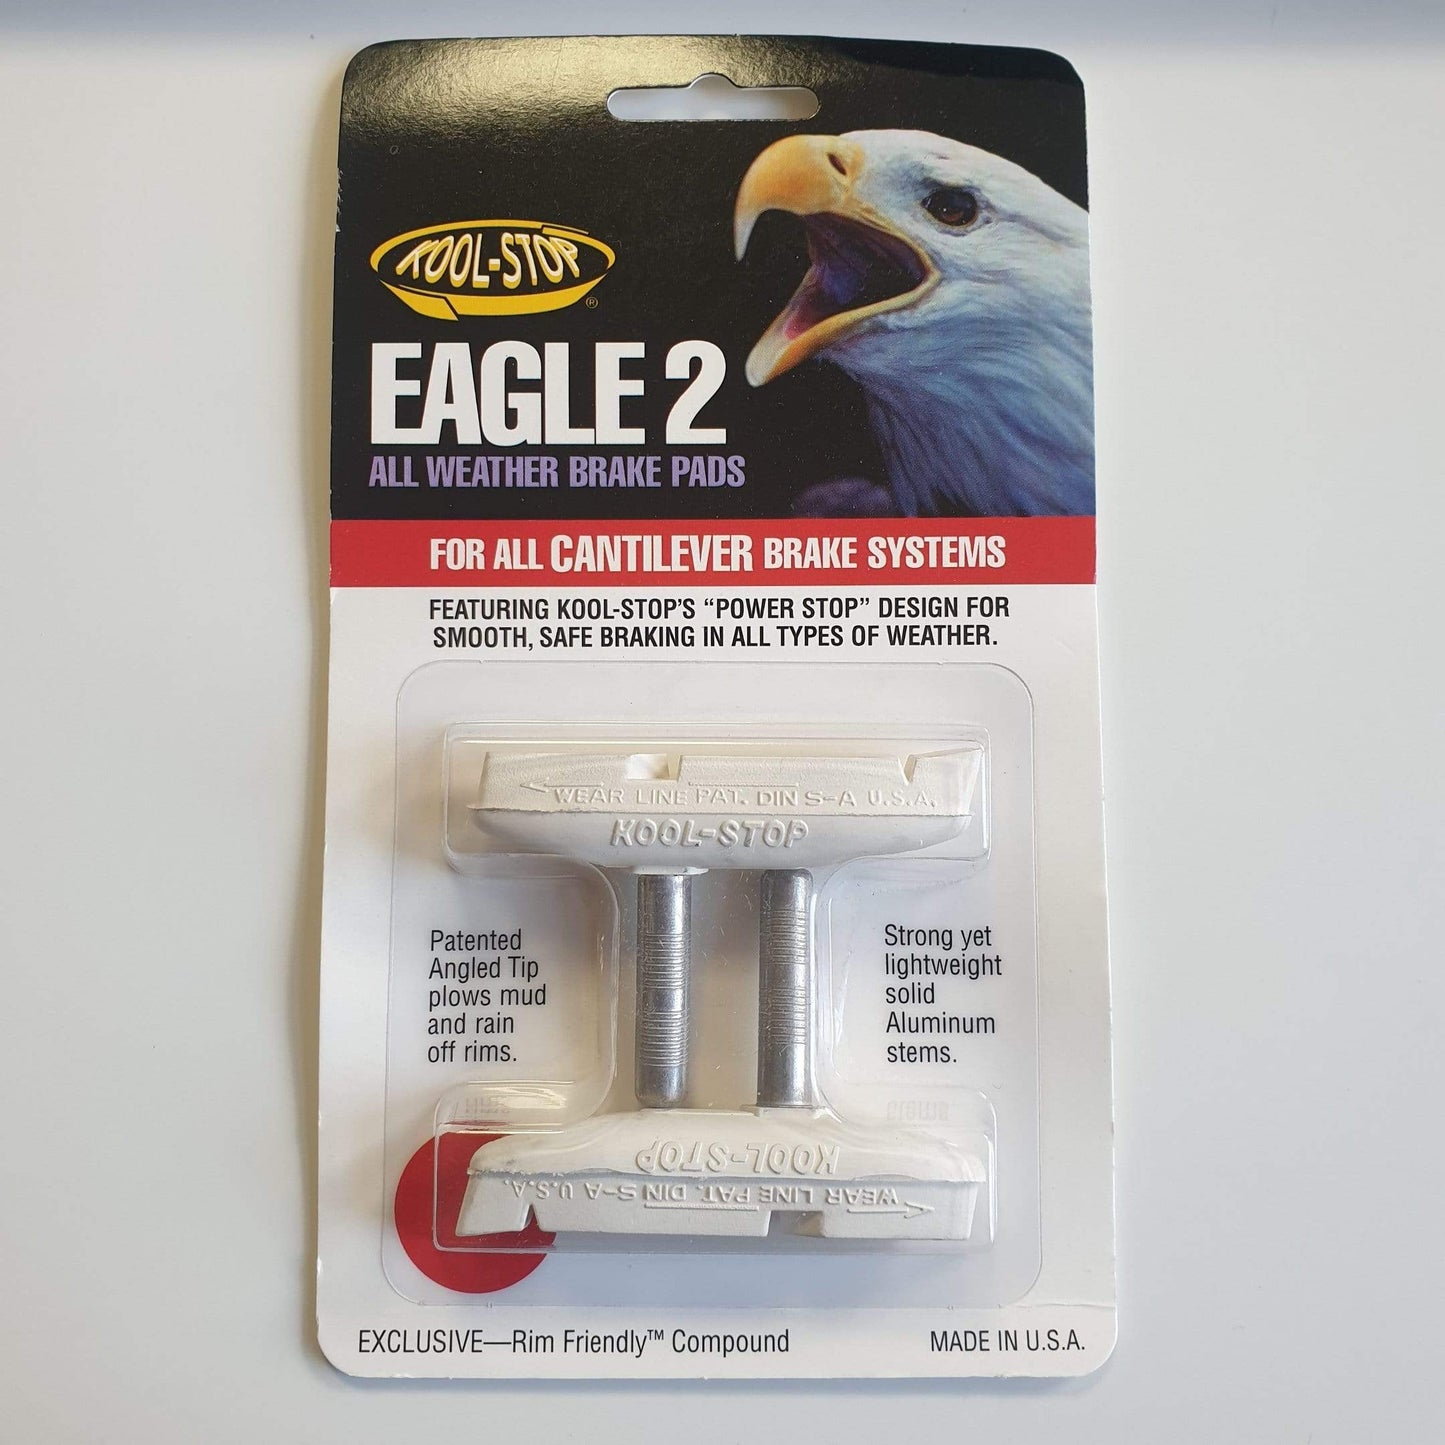 KOOL-STOP
®
EAGLE 2
ALL WEATHER BRAKE PADS
FOR ALL CANTILEVER BRAKE SYSTEMS
FEATURING KOOL-STOP'S “POWER STOP” DESIGN FOR
SMOOTH, SAFE BRAKING IN ALL TYPES OF WEATHER.
WEAR LINE PAT. DIN S-A U.S.A.
KOOL-STOP
Patented
Angled Tip
plows mud
and rain
off rims.
Strong yet
lightweight
solid
Aluminum
stems.
KOOL-STOP
WEAR LINE PAT. DIN S-A U.S.A.
EXCLUSIVE—Rim Friendly™ Compound
MADE IN U.S.A.